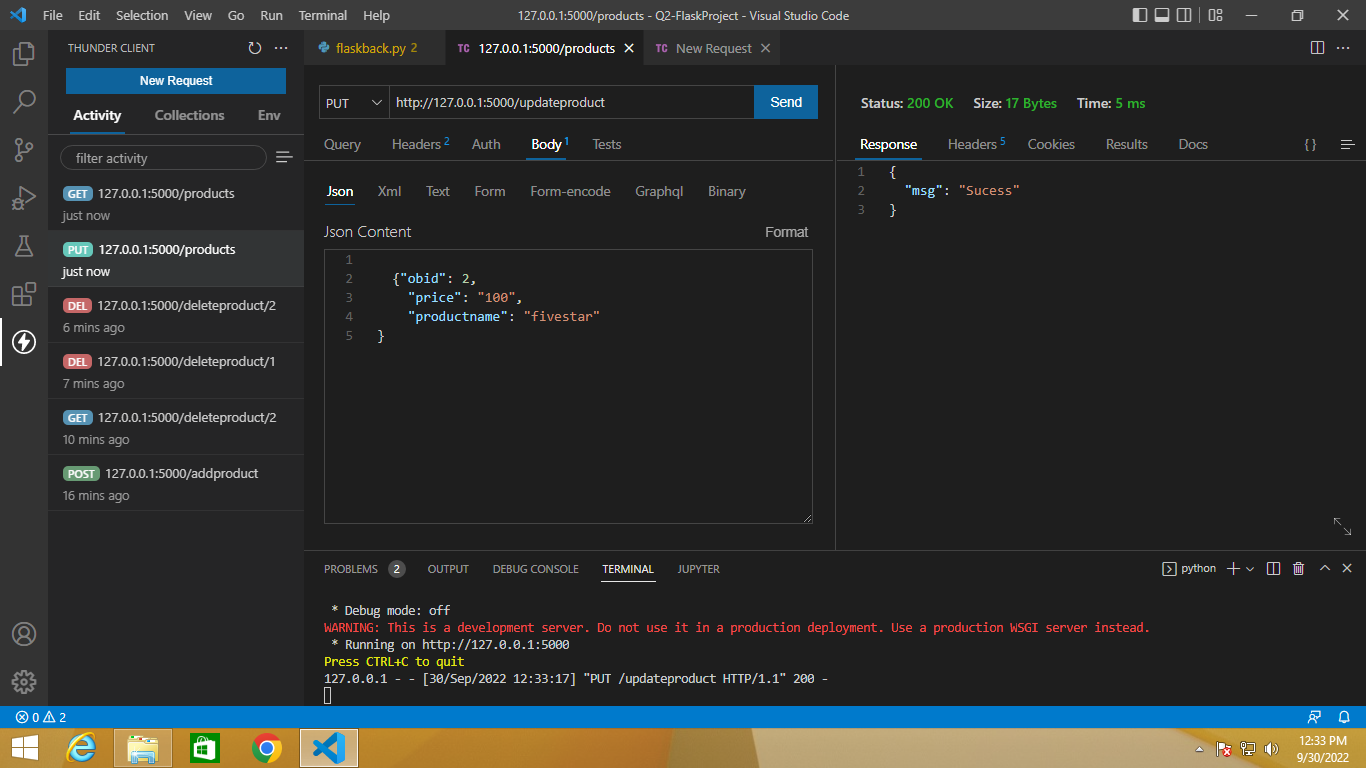 File Edit Selection View Go Run Terminal Help 127.0.0.1:5000/products - Q2-FlaskProject - Visual Studio Code
THUNDER CLIENT
New Request
Activity Collections Env
filter activity
GET 127.0.0.1:5000/products
just now
PUT 127.0.0.1:5000/products
just now
DEL 127.0.0.1:5000/deleteproduct/2
6 mins ago
DEL 127.0.0.1:5000/deleteproduct/1
7 mins ago
GET 127.0.0.1:5000/deleteproduct/2
10 mins ago
POST 127.0.0.1:5000/addproduct
16 mins ago
flaskback.py 2 TC 127.0.0.1:5000/products TC New Request
PUT http://127.0.0.1:5000/updateproduct Send
Query Headers 2 Auth Body 1 Tests
Json Xml Text Form Form-encode Graphql Binary
Json Content Format
1
2 {"obid": 2,
3 "price": "100",
4 "productname": "fivestar"
5 }
Status: 200 OK Size: 17 Bytes Time: 5 ms
Response Headers 5 Cookies Results Docs { }
1 {
2 "msg": "Sucess"
3 }
PROBLEMS 2 OUTPUT DEBUG CONSOLE TERMINAL JUPYTER python
* Debug mode: off
WARNING: This is a development server. Do not use it in a production deployment. Use a production WSGI server instead.
* Running on http://127.0.0.1:5000
Press CTRL+C to quit
127.0.0.1 - - [30/Sep/2022 12:33:17] "PUT /updateproduct HTTP/1.1" 200 -
0 2
12:33 PM
9/30/2022